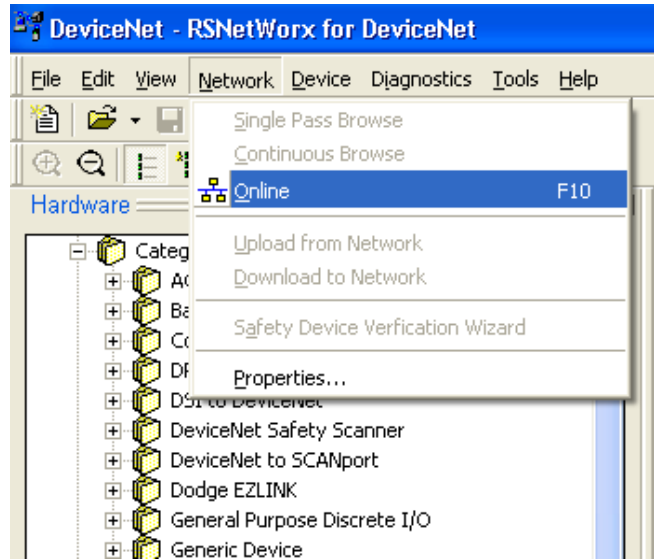 DeviceNet - RSNetWorx for DeviceNet
File Edit View Network Device Diagnostics Tools Help
Single Pass Browse
Continuous Browse
Online F10
Hardware
Upload from Network
Download to Network
Safety Device Verfication Wizard
Properties...
Categ
DeviceNet Safety Scanner
DeviceNet to SCANport
Dodge EZLINK
General Purpose Discrete I/O
Generic Device